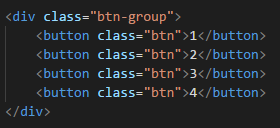 <div class="btn-group">
    <button class="btn">1</button>
    <button class="btn">2</button>
    <button class="btn">3</button>
    <button class="btn">4</button>
</div>